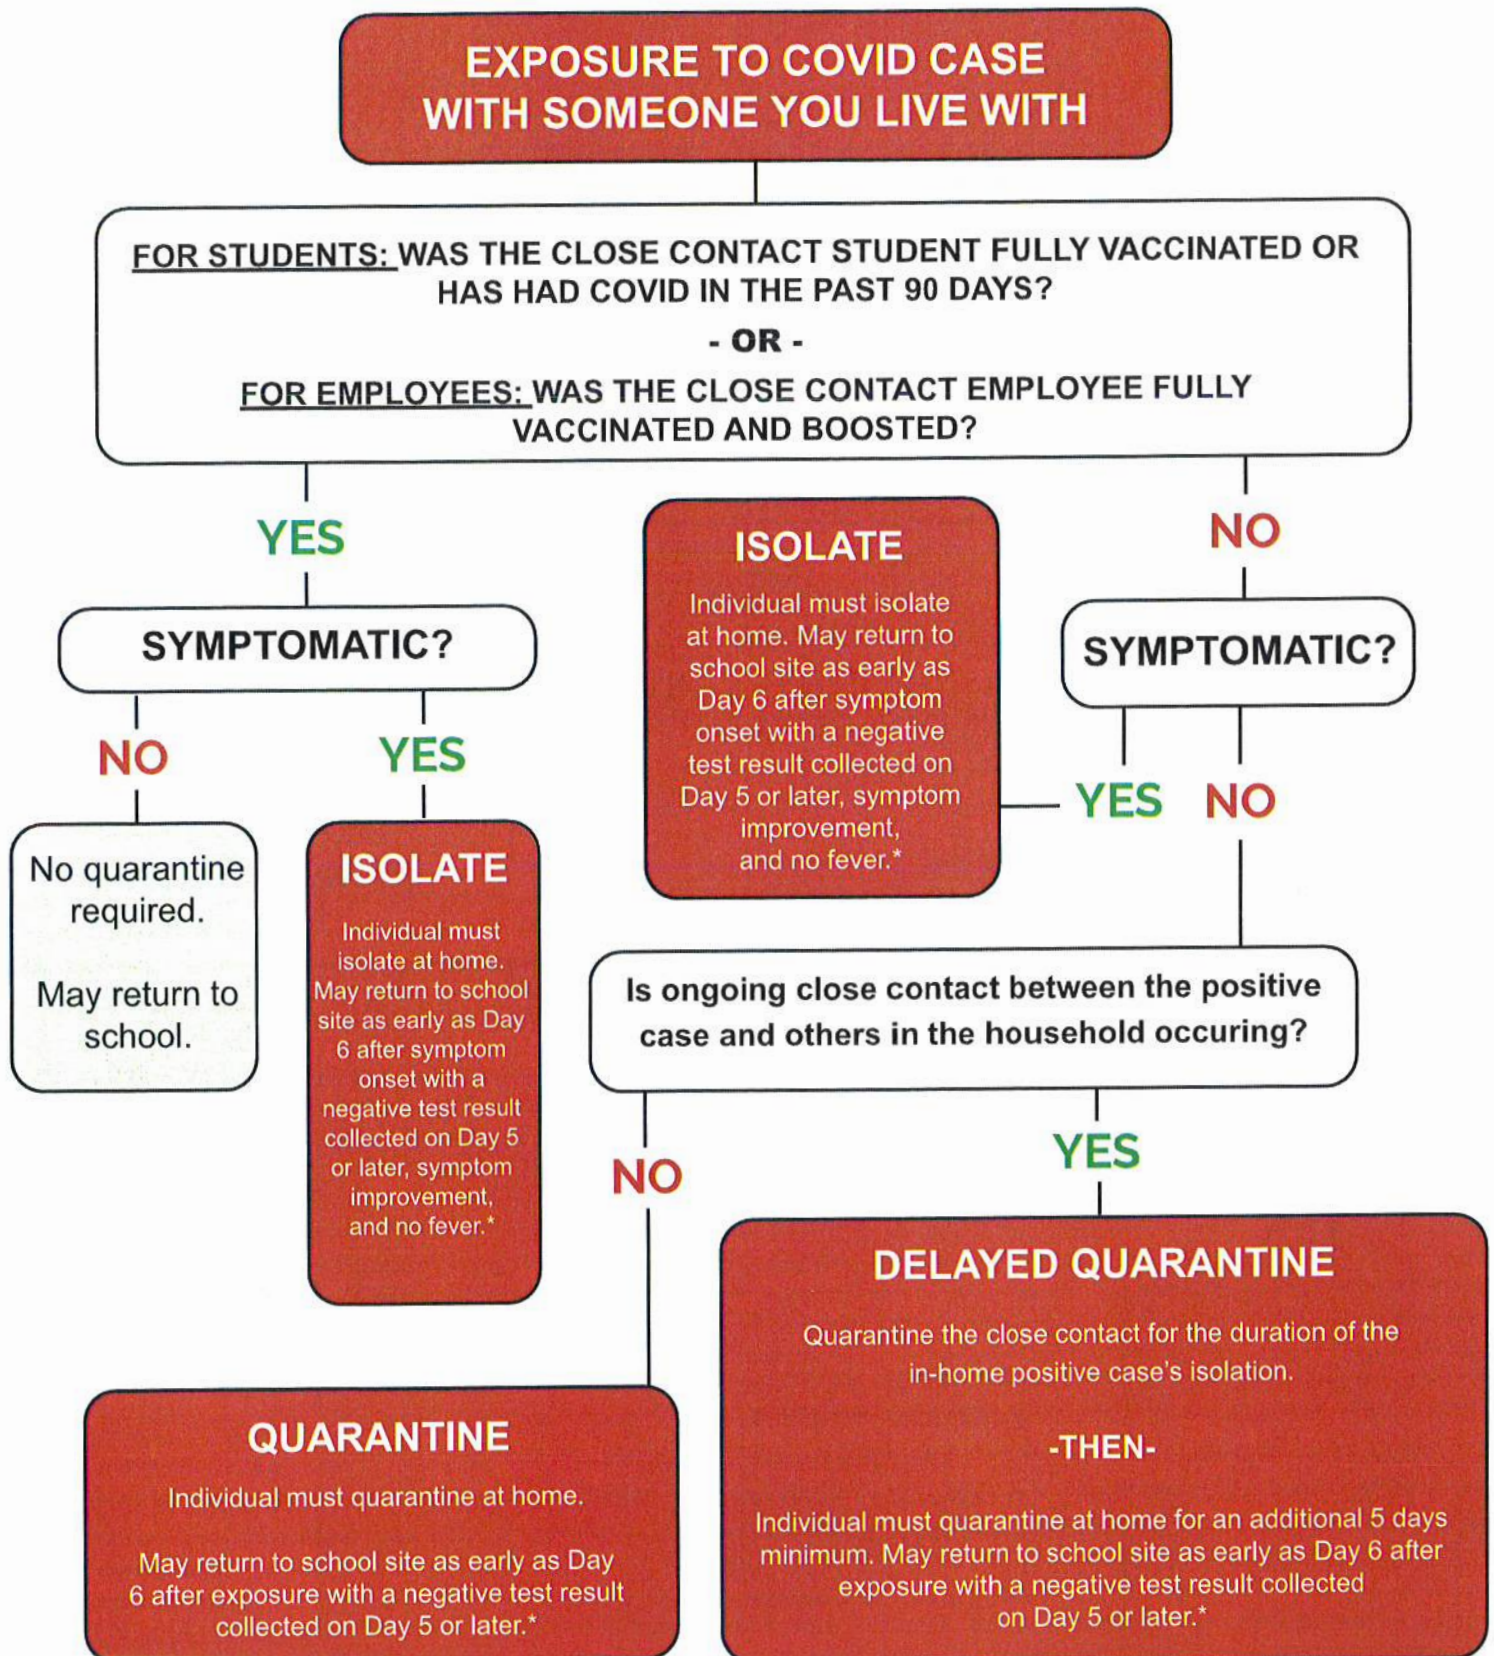 EXPOSURE TO COVID CASE
WITH SOMEONE YOU LIVE WITH
FOR STUDENTS: WAS THE CLOSE CONTACT STUDENT FULLY VACCINATED OR
HAS HAD COVID IN THE PAST 90 DAYS?
- OR -
FOR EMPLOYEES: WAS THE CLOSE CONTACT EMPLOYEE FULLY
VACCINATED AND BOOSTED?
YES
NO
SYMPTOMATIC?
NO
YES
No quarantine
required.
May return to
school.
ISOLATE
Individual must
isolate at home.
May return to school
site as early as Day
6 after symptom
onset with a
negative test result
collected on Day 5
or later, symptom
improvement,
and no fever.*
ISOLATE
Individual must isolate
at home. May return to
school site as early as
Day 6 after symptom
onset with a negative
test result collected on
Day 5 or later, symptom
improvement,
and no fever.*
SYMPTOMATIC?
YES NO
Is ongoing close contact between the positive
case and others in the household occuring?
NO
YES
QUARANTINE
Individual must quarantine at home.
May return to school site as early as Day
6 after exposure with a negative test result
collected on Day 5 or later.*
DELAYED QUARANTINE
Quarantine the close contact for the duration of the
in-home positive case's isolation.
-THEN-
Individual must quarantine at home for an additional 5 days
minimum. May return to school site as early as Day 6 after
exposure with a negative test result collected
on Day 5 or later.*